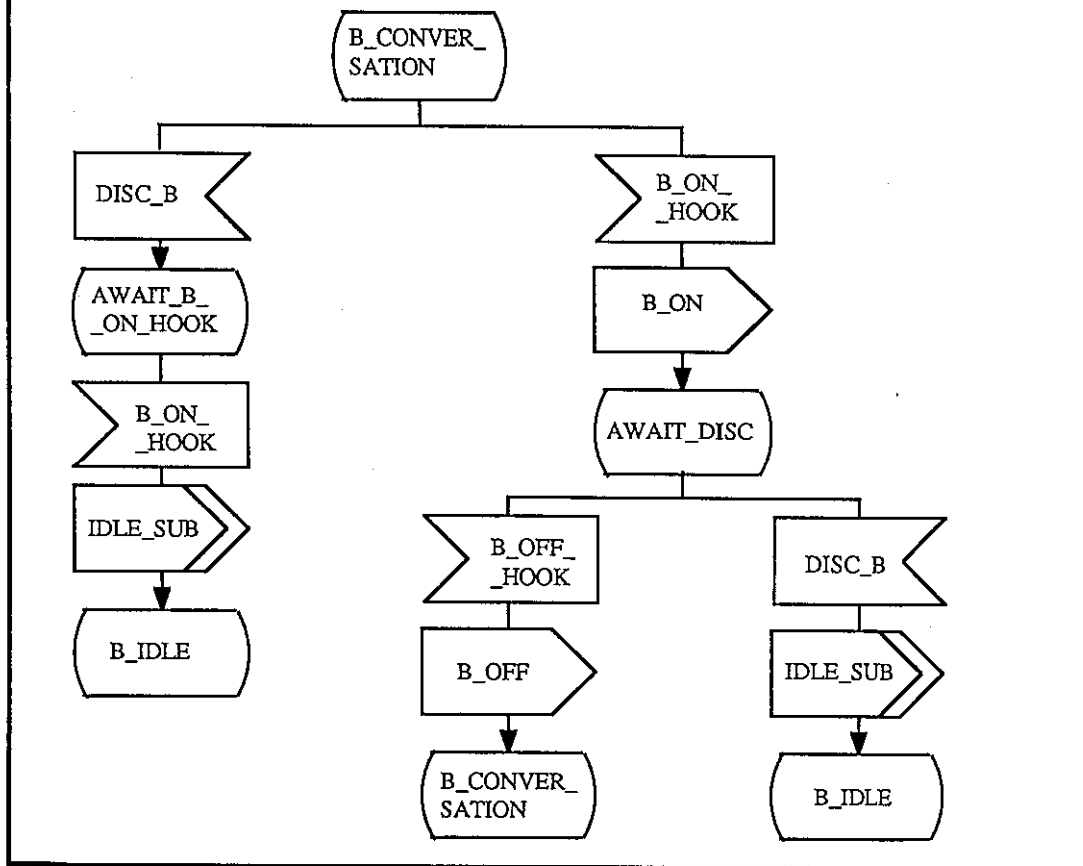 B_CONVER_
SATION
DISC_B
B_ON_
_HOOK
AWAIT_B_
_ON_HOOK
B_ON
B_ON_
_HOOK
AWAIT_DISC
IDLE_SUB
B_OFF_
_HOOK
DISC_B
B_IDLE
B_OFF
IDLE_SUB
B_CONVER_
SATION
B_IDLE